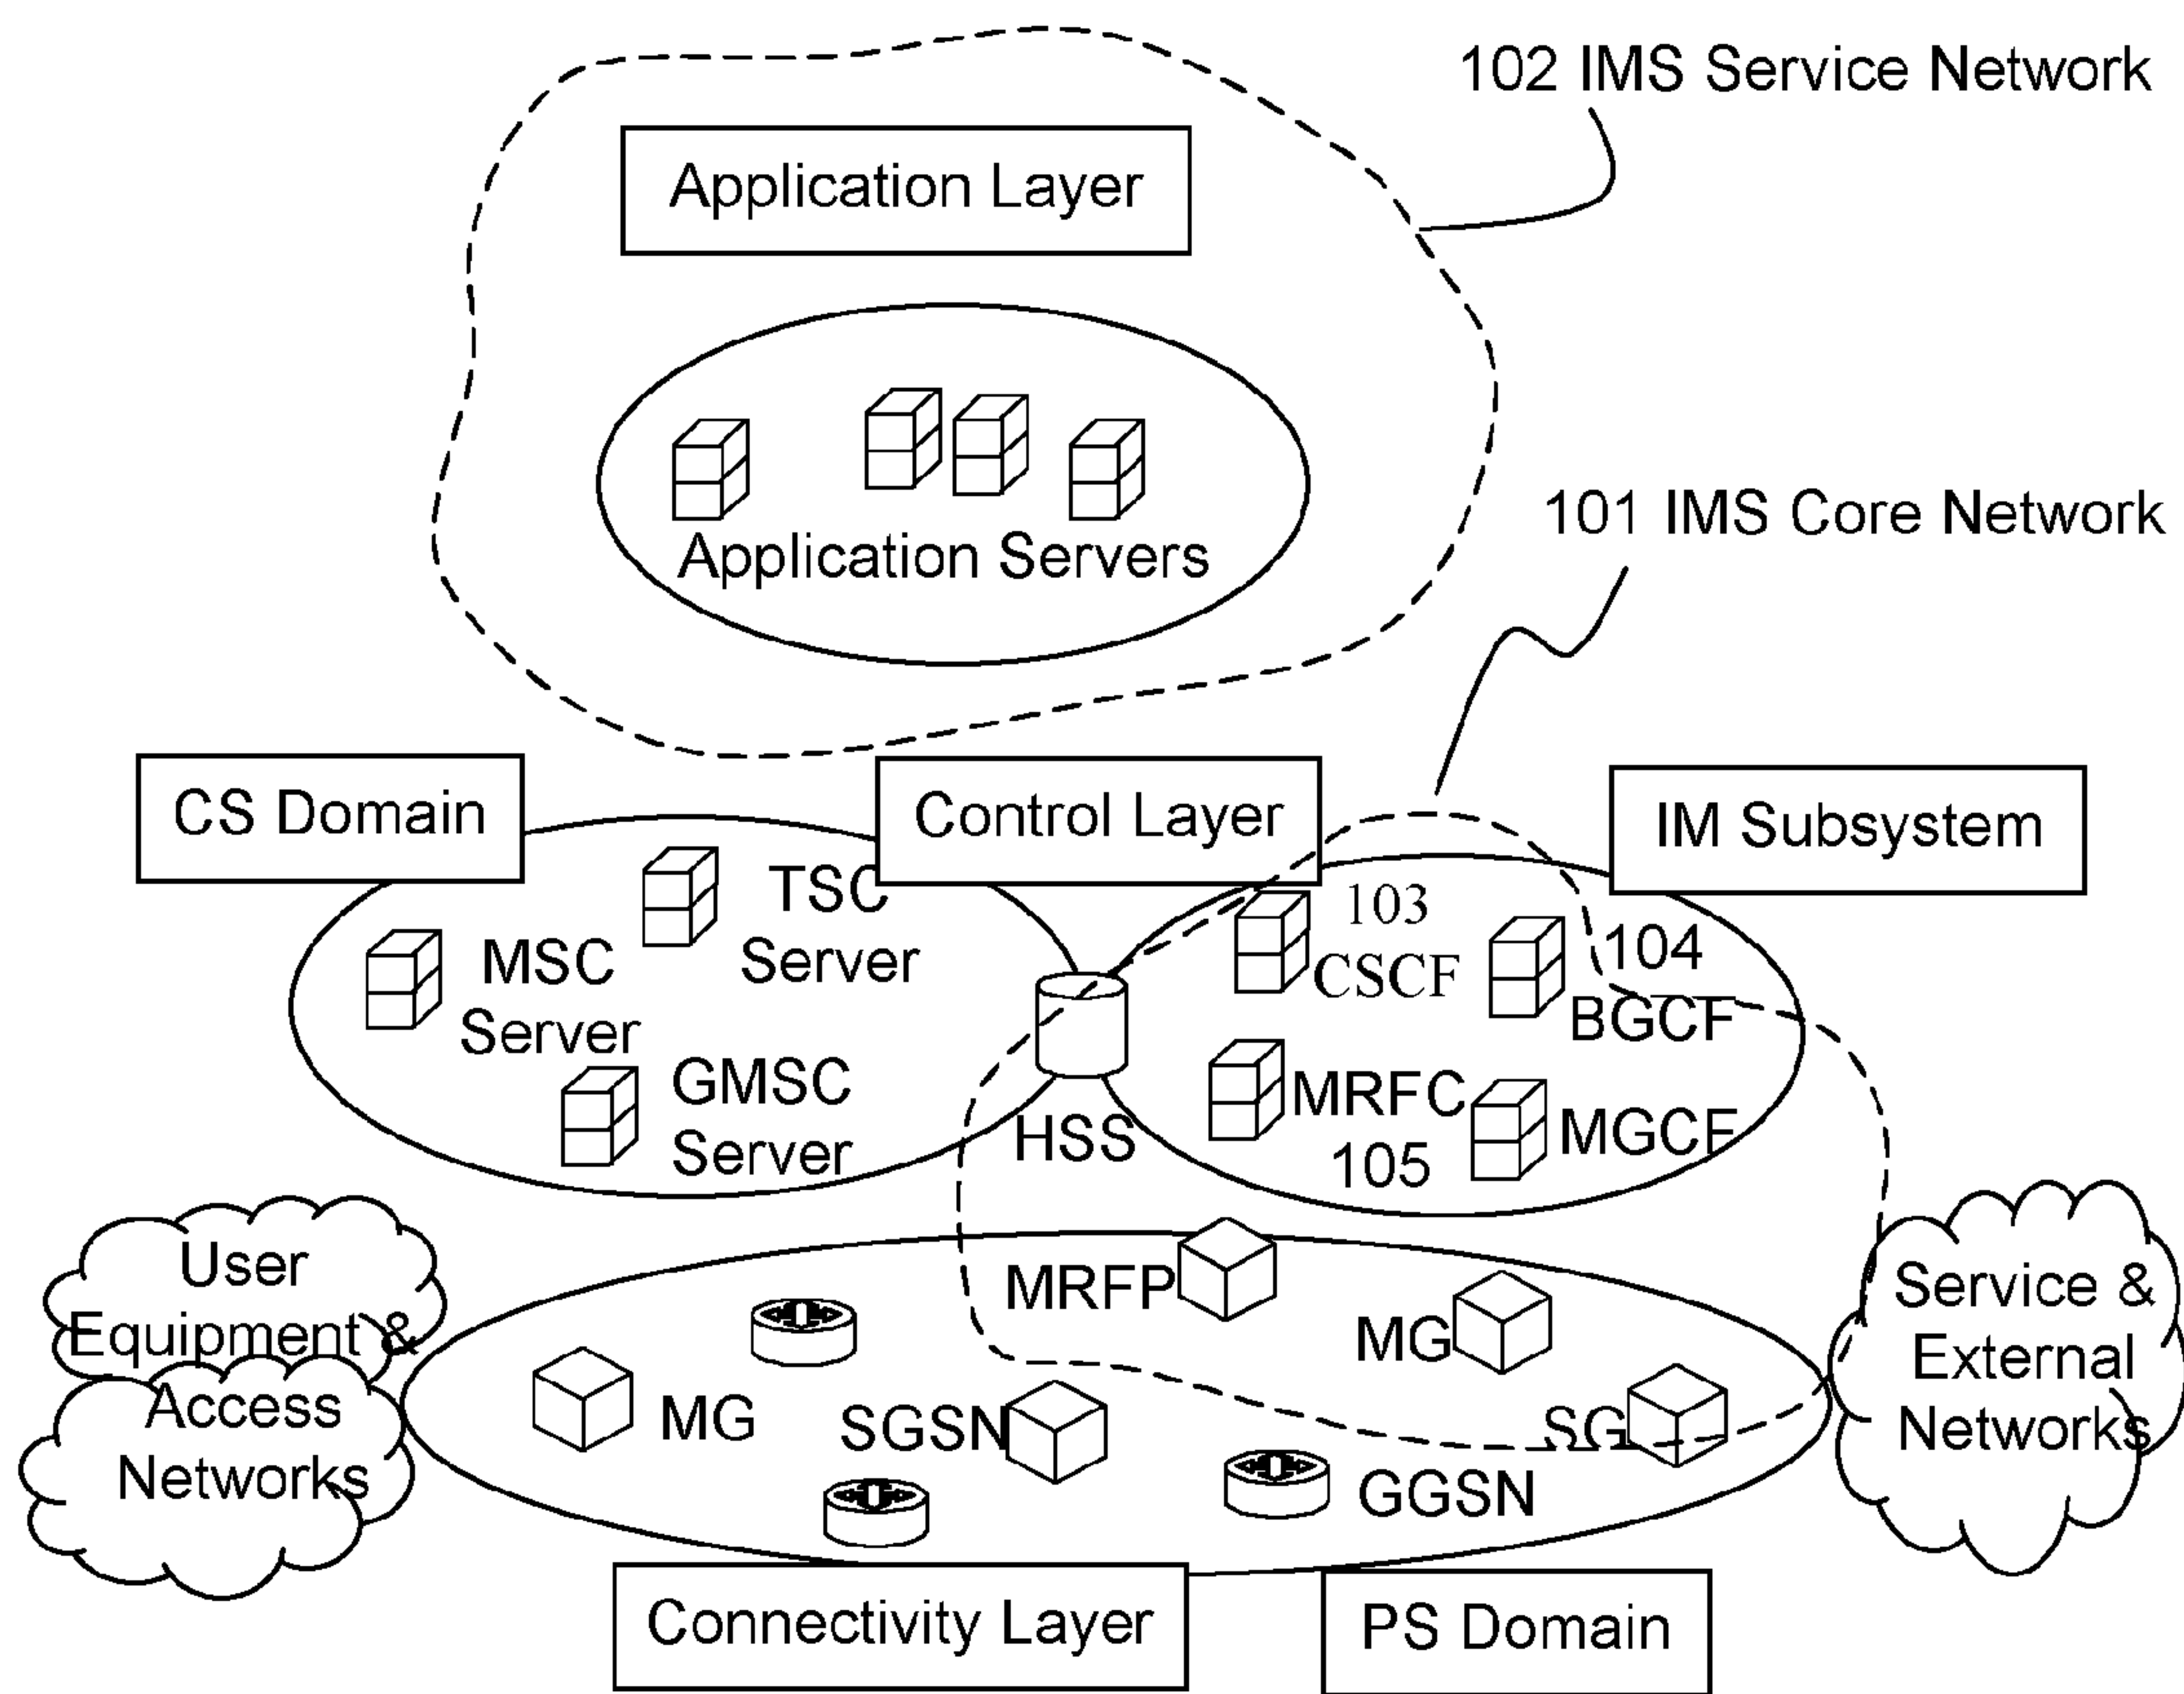 102 IMS Service Network
Application Layer
Application Servers
101 IMS Core Network
CS Domain
Control Layer
IM Subsystem
TSC
Server
MSC
Server
GMSC
Server
HSS
103
CSCF
104
BGCF
MRFC
105
MGCF
User
Equipment &
Access
Networks
MRFP
MG
MG
SGSN
SG
GGSN
Service &
External
Networks
Connectivity Layer
PS Domain